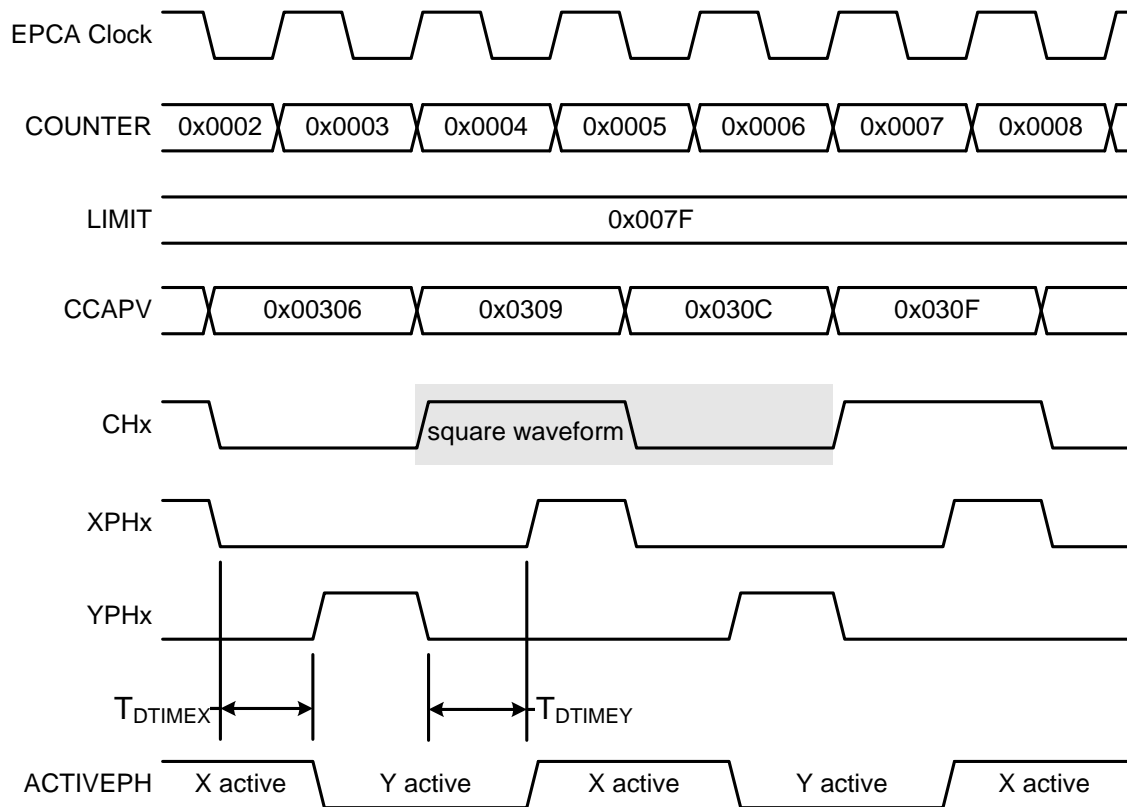 EPCA Clock
COUNTER 0x0002 0x0003 0x0004 0x0005 0x0006 0x0007 0x0008
LIMIT 0x007F
CCAPV 0x00306 0x0309 0x030C 0x030F
CHx square waveform
XPHx
YPHx
TDTIMEX TDTIMEY
ACTIVEPH X active Y active X active Y active X active